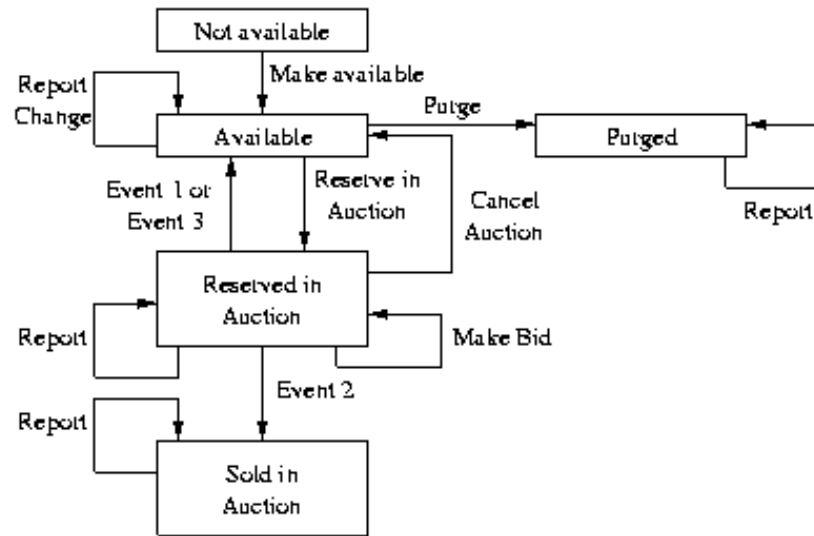 Not available
Make available
Report
Change
Available
Purge
Purged
Event 1 or
Event 3
Reserve in
Auction
Cancel
Auction
Report
Reserved in
Auction
Report
Make Bid
Event 2
Report
Sold in
Auction